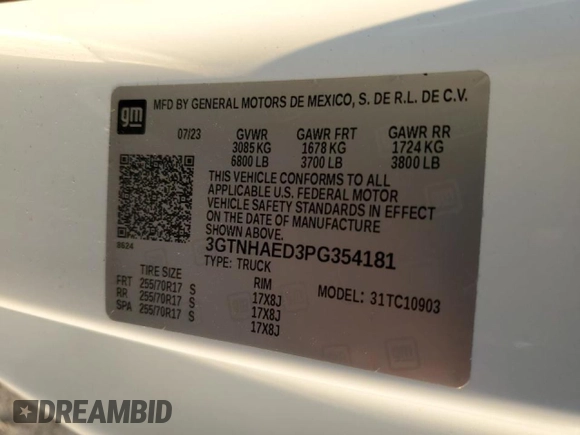 gm
MFD BY GENERAL MOTORS DE MEXICO, S. DE R.L. DE C.V.
07/23 GVWR GAWR FRT GAWR RR
3085 KG 1678 KG 1724 KG
6800 LB 3700 LB 3800 LB
THIS VEHICLE CONFORMS TO ALL
APPLICABLE U.S. FEDERAL MOTOR
VEHICLE SAFETY STANDARDS IN EFFECT
ON THE DATE OF MANUFACTURE
SHOWN ABOVE.
8624
3GTNHAED3PG354181
TYPE: TRUCK
TIRE SIZE RIM
FRT 255/70R17 S 17X8J MODEL: 31TC10903
RR 255/70R17 S 17X8J
SPA 255/70R17 S 17X8J
DREAMBID